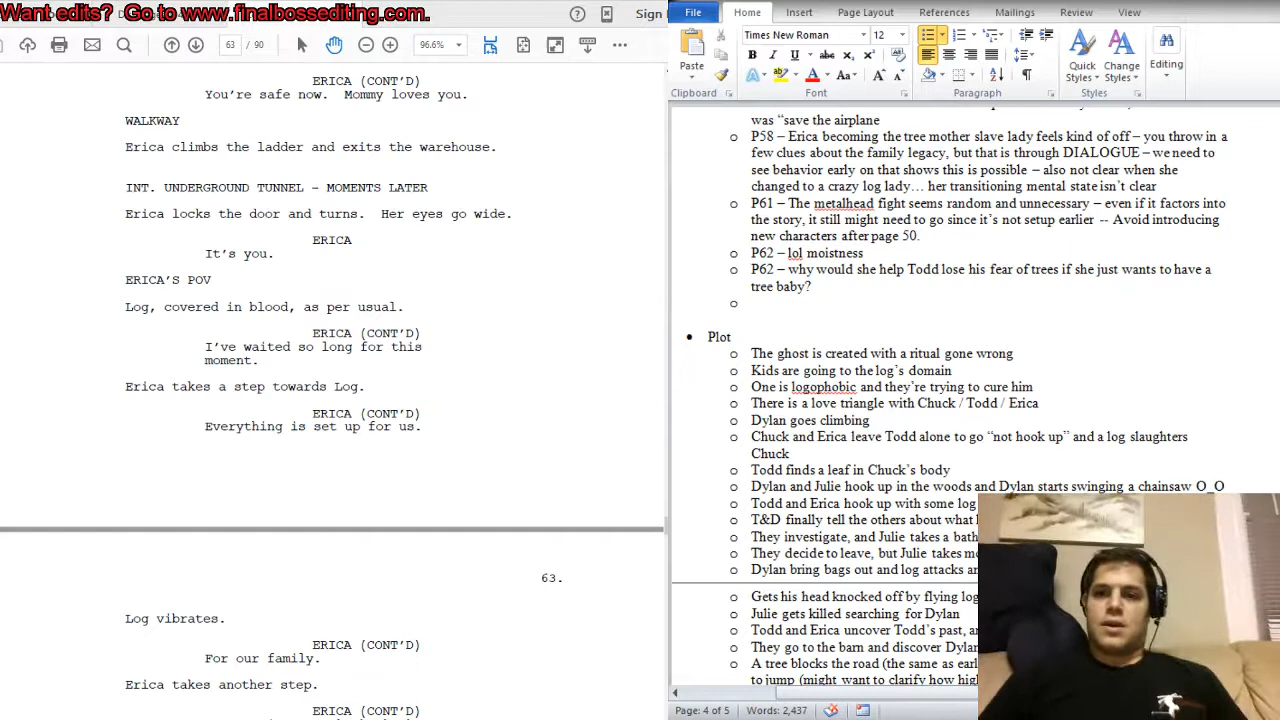 Want edits?  Go to www.finalbossediting.com.
Sign
63
96.6%
ERICA (CONT'D)
You're safe now.  Mommy loves you.
WALKWAY
Erica climbs the ladder and exits the warehouse.
INT. UNDERGROUND TUNNEL – MOMENTS LATER
Erica locks the door and turns.  Her eyes go wide.
ERICA
It's you.
ERICA'S POV
Log, covered in blood, as per usual.
ERICA (CONT'D)
I've waited so long for this
moment.
Erica takes a step towards Log.
ERICA (CONT'D)
Everything is set up for us.
63.
Log vibrates.
ERICA (CONT'D)
For our family.
Erica takes another step.
ERICA (CONT'D)
File Home Insert Page Layout References Mailings Review View
Times New Roman 12
Paste
B I U abc x₂ x²
A Aa A A
Quick Styles
Change Styles
Editing
Clipboard Font Paragraph Styles
was "save the airplane
o P58 – Erica becoming the tree mother slave lady feels kind of off – you throw in a
few clues about the family legacy, but that is through DIALOGUE – we need to
see behavior early on that shows this is possible – also not clear when she
changed to a crazy log lady… her transitioning mental state isn't clear
o P61 – The metalhead fight seems random and unnecessary – even if it factors into
the story, it still might need to go since it's not setup earlier -- Avoid introducing
new characters after page 50.
o P62 – lol moistness
o P62 – why would she help Todd lose his fear of trees if she just wants to have a
tree baby?
o
• Plot
o The ghost is created with a ritual gone wrong
o Kids are going to the log's domain
o One is logophobic and they're trying to cure him
o There is a love triangle with Chuck / Todd / Erica
o Dylan goes climbing
o Chuck and Erica leave Todd alone to go "not hook up" and a log slaughters
Chuck
o Todd finds a leaf in Chuck's body
o Dylan and Julie hook up in the woods and Dylan starts swinging a chainsaw O_O
o Todd and Erica hook up with some log
o T&D finally tell the others about what
o They investigate, and Julie takes a bath
o They decide to leave, but Julie takes
o Dylan bring bags out and log attacks
o Gets his head knocked off by flying log
o Julie gets killed searching for Dylan
o Todd and Erica uncover Todd's past,
o They go to the barn and discover Dylan
o A tree blocks the road (the same as
to jump (might want to clarify how
Page: 4 of 5 Words: 2,437